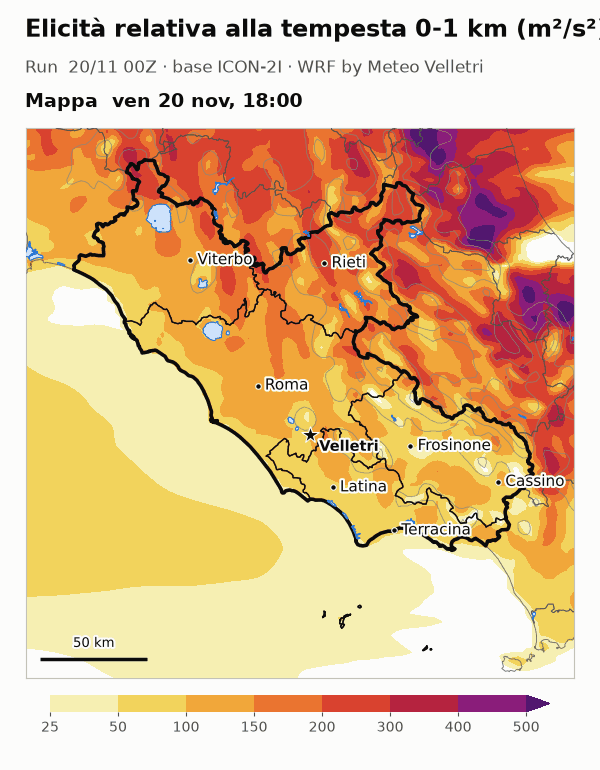 Elicità relativa alla tempesta 0-1 km (m²/s²)
Run  20/11 00Z · base ICON-2I · WRF by Meteo Velletri
Mappa  ven 20 nov, 18:00
Viterbo
Rieti
Roma
Velletri
Frosinone
Cassino
Latina
Terracina
50 km
25 50 100 150 200 300 400 500